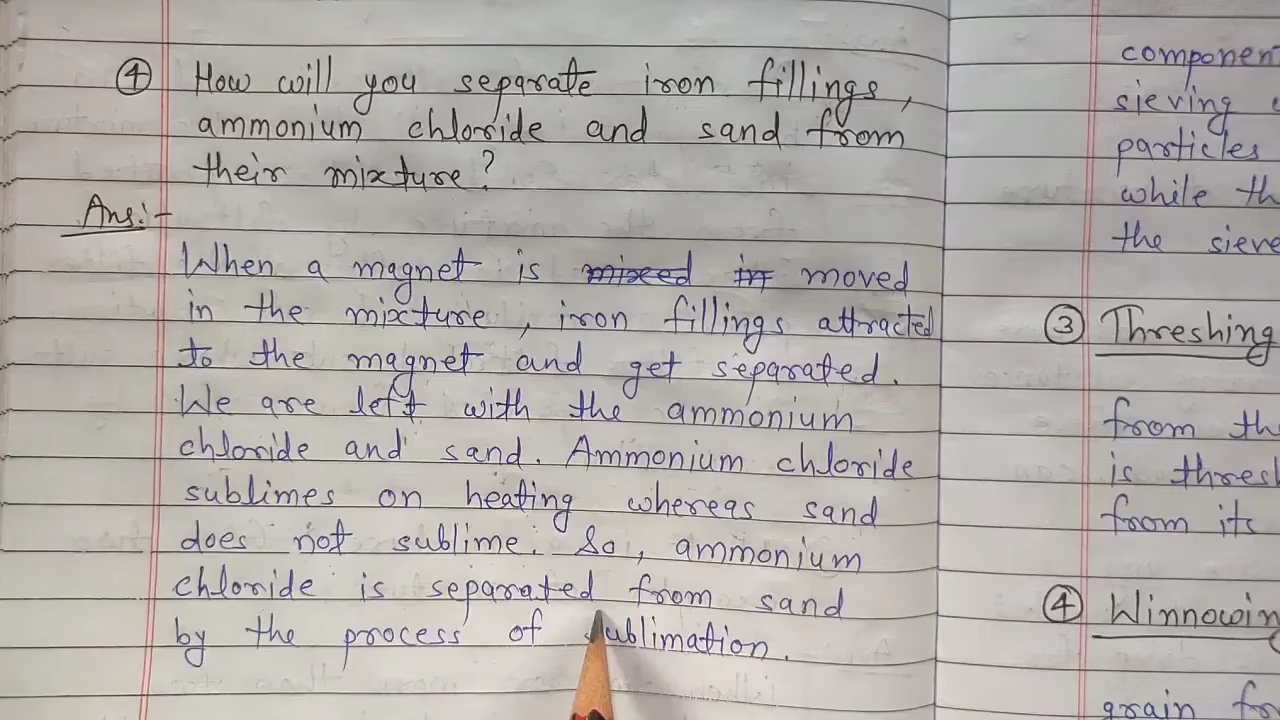 ④ How will you separate iron fillings,
ammonium chloride and sand from
their mixture?
Ans:-
When a magnet is mixed in moved
in the mixture, iron fillings attracted
to the magnet and get separated.
We are left with the ammonium
chloride and sand. Ammonium chloride
sublimes on heating whereas sand
does not sublime. So, ammonium
chloride is separated from sand
by the process of sublimation.
componen
sieving
particles
while th
the sieve
③ Threshing
from th
is thresh
from its
④ Winnowin
grain fr